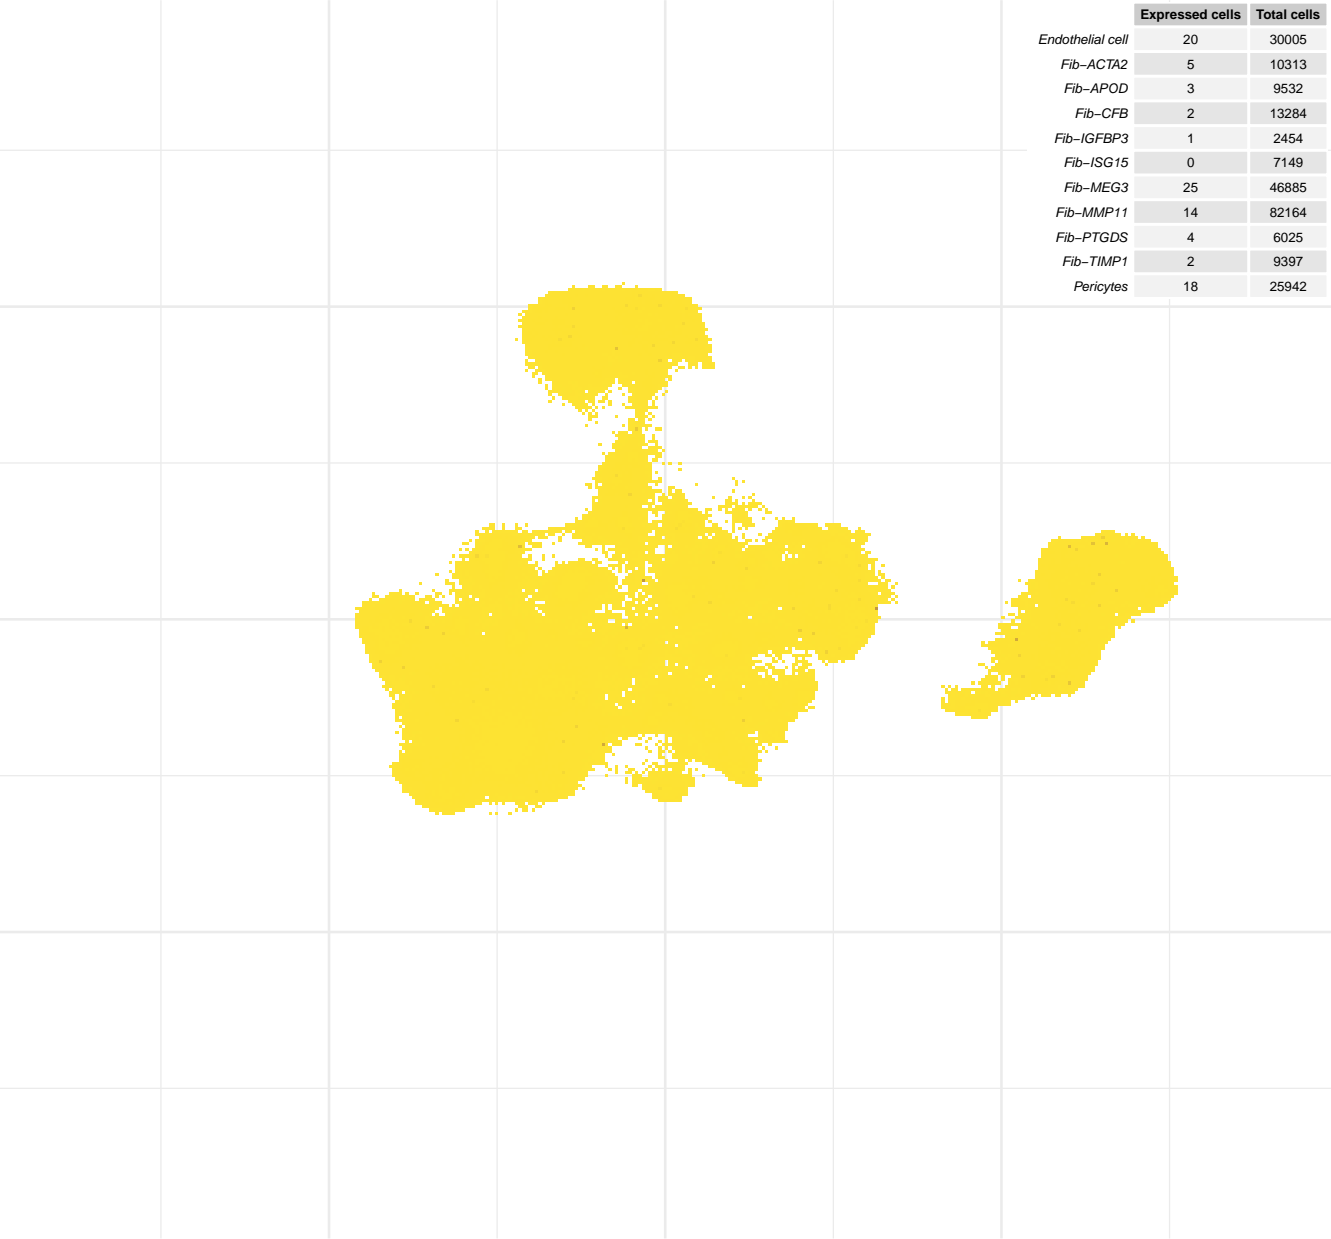 Expressed cells Total cells
Endothelial cell 20 30005
Fib−ACTA2 5 10313
Fib−APOD 3 9532
Fib−CFB 2 13284
Fib−IGFBP3 1 2454
Fib−ISG15 0 7149
Fib−MEG3 25 46885
Fib−MMP11 14 82164
Fib−PTGDS 4 6025
Fib−TIMP1 2 9397
Pericytes 18 25942